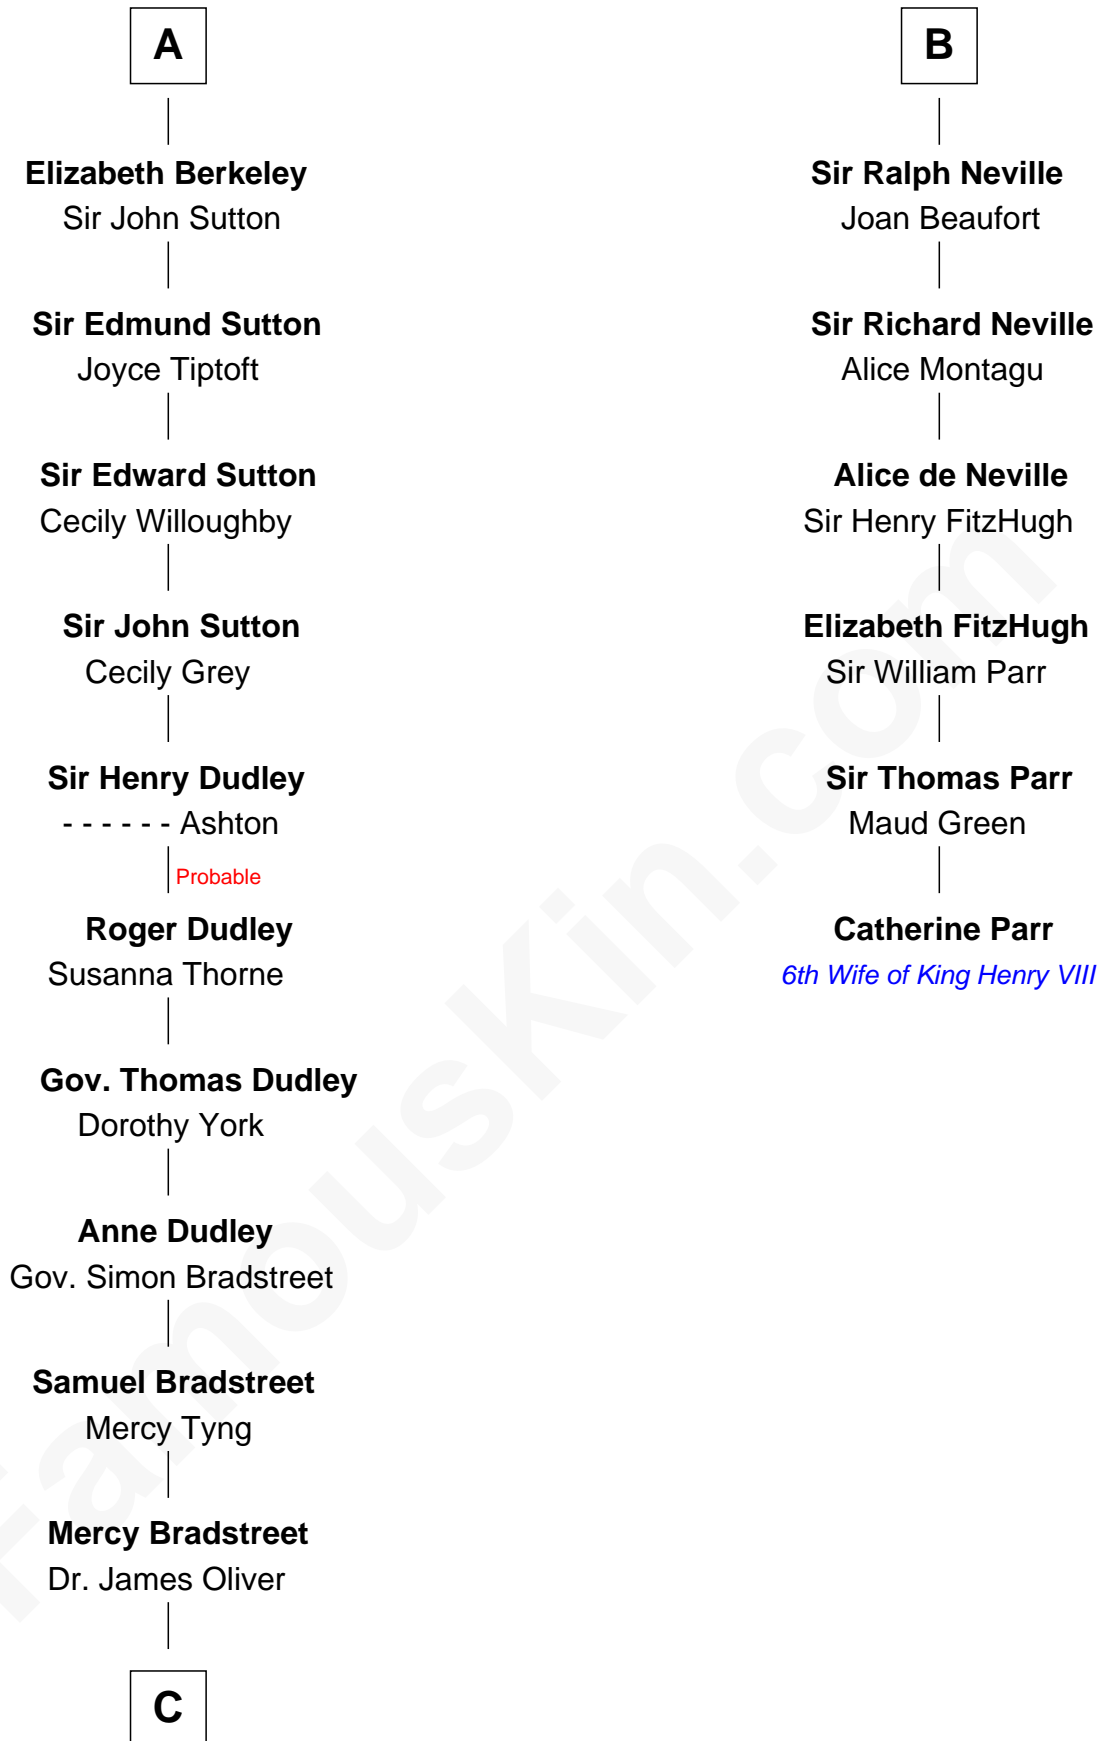 A
Elizabeth Berkeley
Sir John Sutton
Sir Edmund Sutton
Joyce Tiptoft
Sir Edward Sutton
Cecily Willoughby
Sir John Sutton
Cecily Grey
Sir Henry Dudley
- - - - - - Ashton
Probable
Roger Dudley
Susanna Thorne
Gov. Thomas Dudley
Dorothy York
Anne Dudley
Gov. Simon Bradstreet
Samuel Bradstreet
Mercy Tyng
Mercy Bradstreet
Dr. James Oliver
C
B
Sir Ralph Neville
Joan Beaufort
Sir Richard Neville
Alice Montagu
Alice de Neville
Sir Henry FitzHugh
Elizabeth FitzHugh
Sir William Parr
Sir Thomas Parr
Maud Green
Catherine Parr
6th Wife of King Henry VIII
FamousKin.com